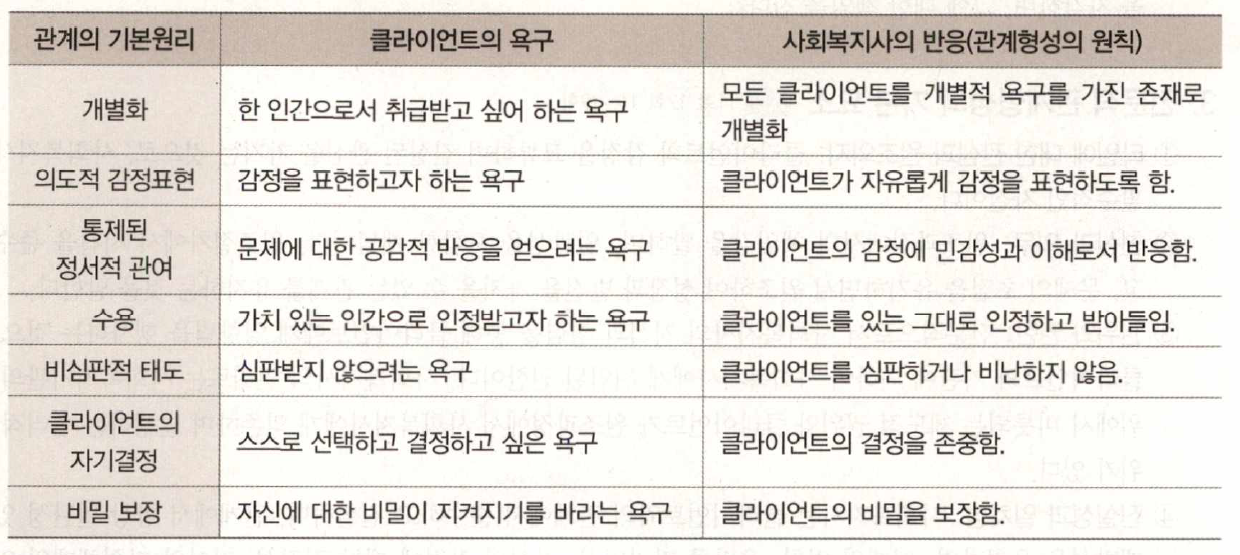 관계의 기본원리 클라이언트의 욕구 사회복지사의 반응(관계형성의 원칙)
개별화 한 인간으로서 취급받고 싶어 하는 욕구 모든 클라이언트를 개별적 욕구를 가진 존재로
개별화
의도적 감정표현 감정을 표현하고자 하는 욕구 클라이언트가 자유롭게 감정을 표현하도록 함.
통제된
정서적 관여 문제에 대한 공감적 반응을 얻으려는 욕구 클라이언트의 감정에 민감성과 이해로서 반응함.
수용 가치 있는 인간으로 인정받고자 하는 욕구 클라이언트를 있는 그대로 인정하고 받아들임.
비심판적 태도 심판받지 않으려는 욕구 클라이언트를 심판하거나 비난하지 않음.
클라이언트의
자기결정 스스로 선택하고 결정하고 싶은 욕구 클라이언트의 결정을 존중함.
비밀 보장 자신에 대한 비밀이 지켜지기를 바라는 욕구 클라이언트의 비밀을 보장함.